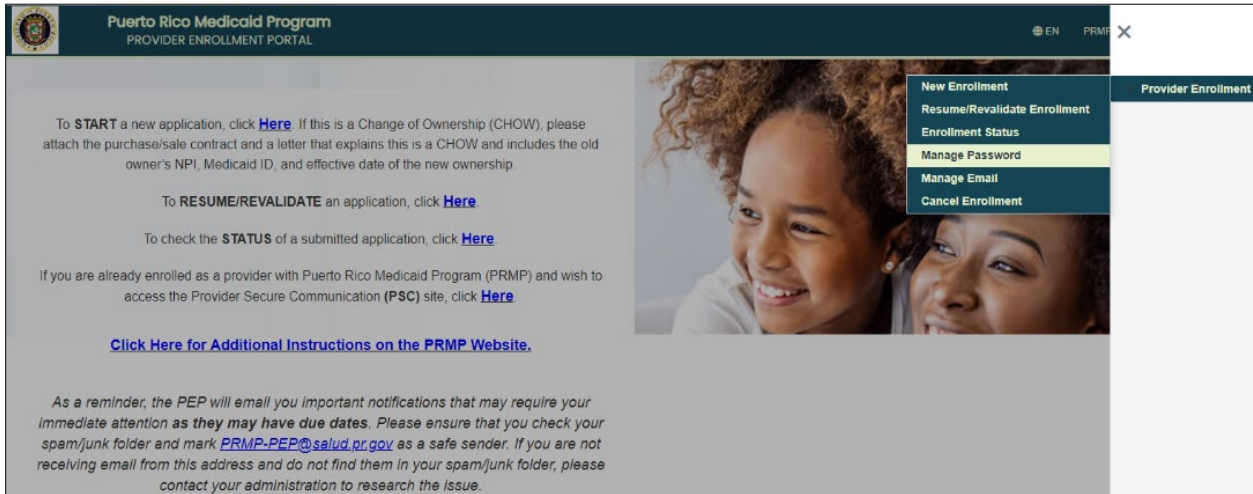 Puerto Rico Medicaid Program
PROVIDER ENROLLMENT PORTAL
EN
To START a new application, click Here. If this is a Change of Ownership (CHOW), please
attach the purchase/sale contract and a letter that explains this is a CHOW and includes the old
owner's NPI, Medicaid ID, and effective date of the new ownership.
To RESUME/REVALIDATE an application, click Here.
To check the STATUS of a submitted application, click Here.
If you are already enrolled as a provider with Puerto Rico Medicaid Program (PRMP) and wish to
access the Provider Secure Communication (PSC) site, click Here
Click Here for Additional Instructions on the PRMP Website.
As a reminder, the PEP will email you important notifications that may require your
immediate attention as they may have due dates. Please ensure that you check your
spam/junk folder and mark PRMP-PEP@salud.pr.gov as a safe sender. If you are not
receiving email from this address and do not find them in your spam/junk folder, please
contact your administration to research the issue.
New Enrollment
Resume/Revalidate Enrollment
Enrollment Status
Manage Password
Manage Email
Cancel Enrollment
Provider Enrollment